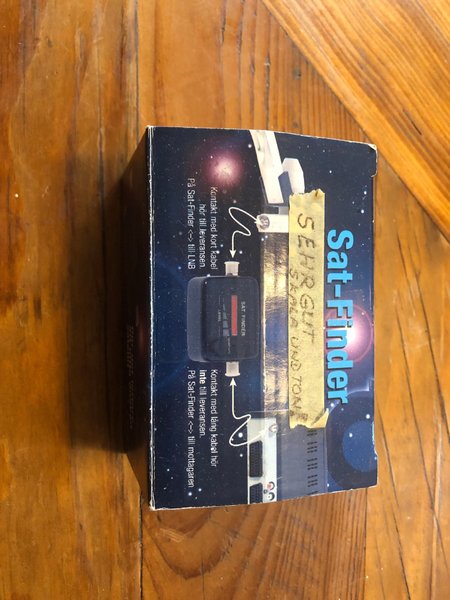 Sat-Finder
SEHR GUT
SKALA UND TON
SAT FINDER
Kontakt med kort kabel
hör till leveransen.
På Sat-Finder <--> till LNB
Kontakt med lång kabel hör
inte till leveransen.
På Sat-Finder <--> till mottagaren